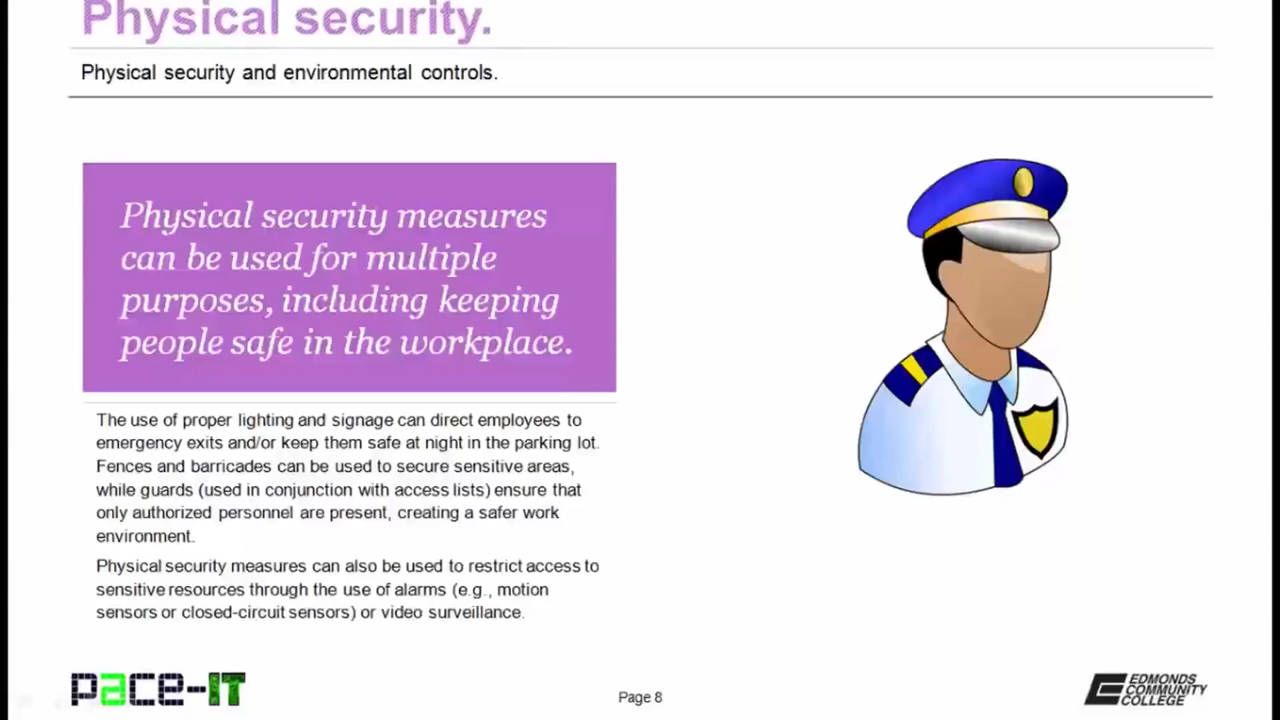 Physical security.
Physical security and environmental controls.
Physical security measures
can be used for multiple
purposes, including keeping
people safe in the workplace.
The use of proper lighting and signage can direct employees to
emergency exits and/or keep them safe at night in the parking lot.
Fences and barricades can be used to secure sensitive areas,
while guards (used in conjunction with access lists) ensure that
only authorized personnel are present, creating a safer work
environment.
Physical security measures can also be used to restrict access to
sensitive resources through the use of alarms (e.g., motion
sensors or closed-circuit sensors) or video surveillance.
pace-IT
Page 8
EDMONDS
COMMUNITY
COLLEGE